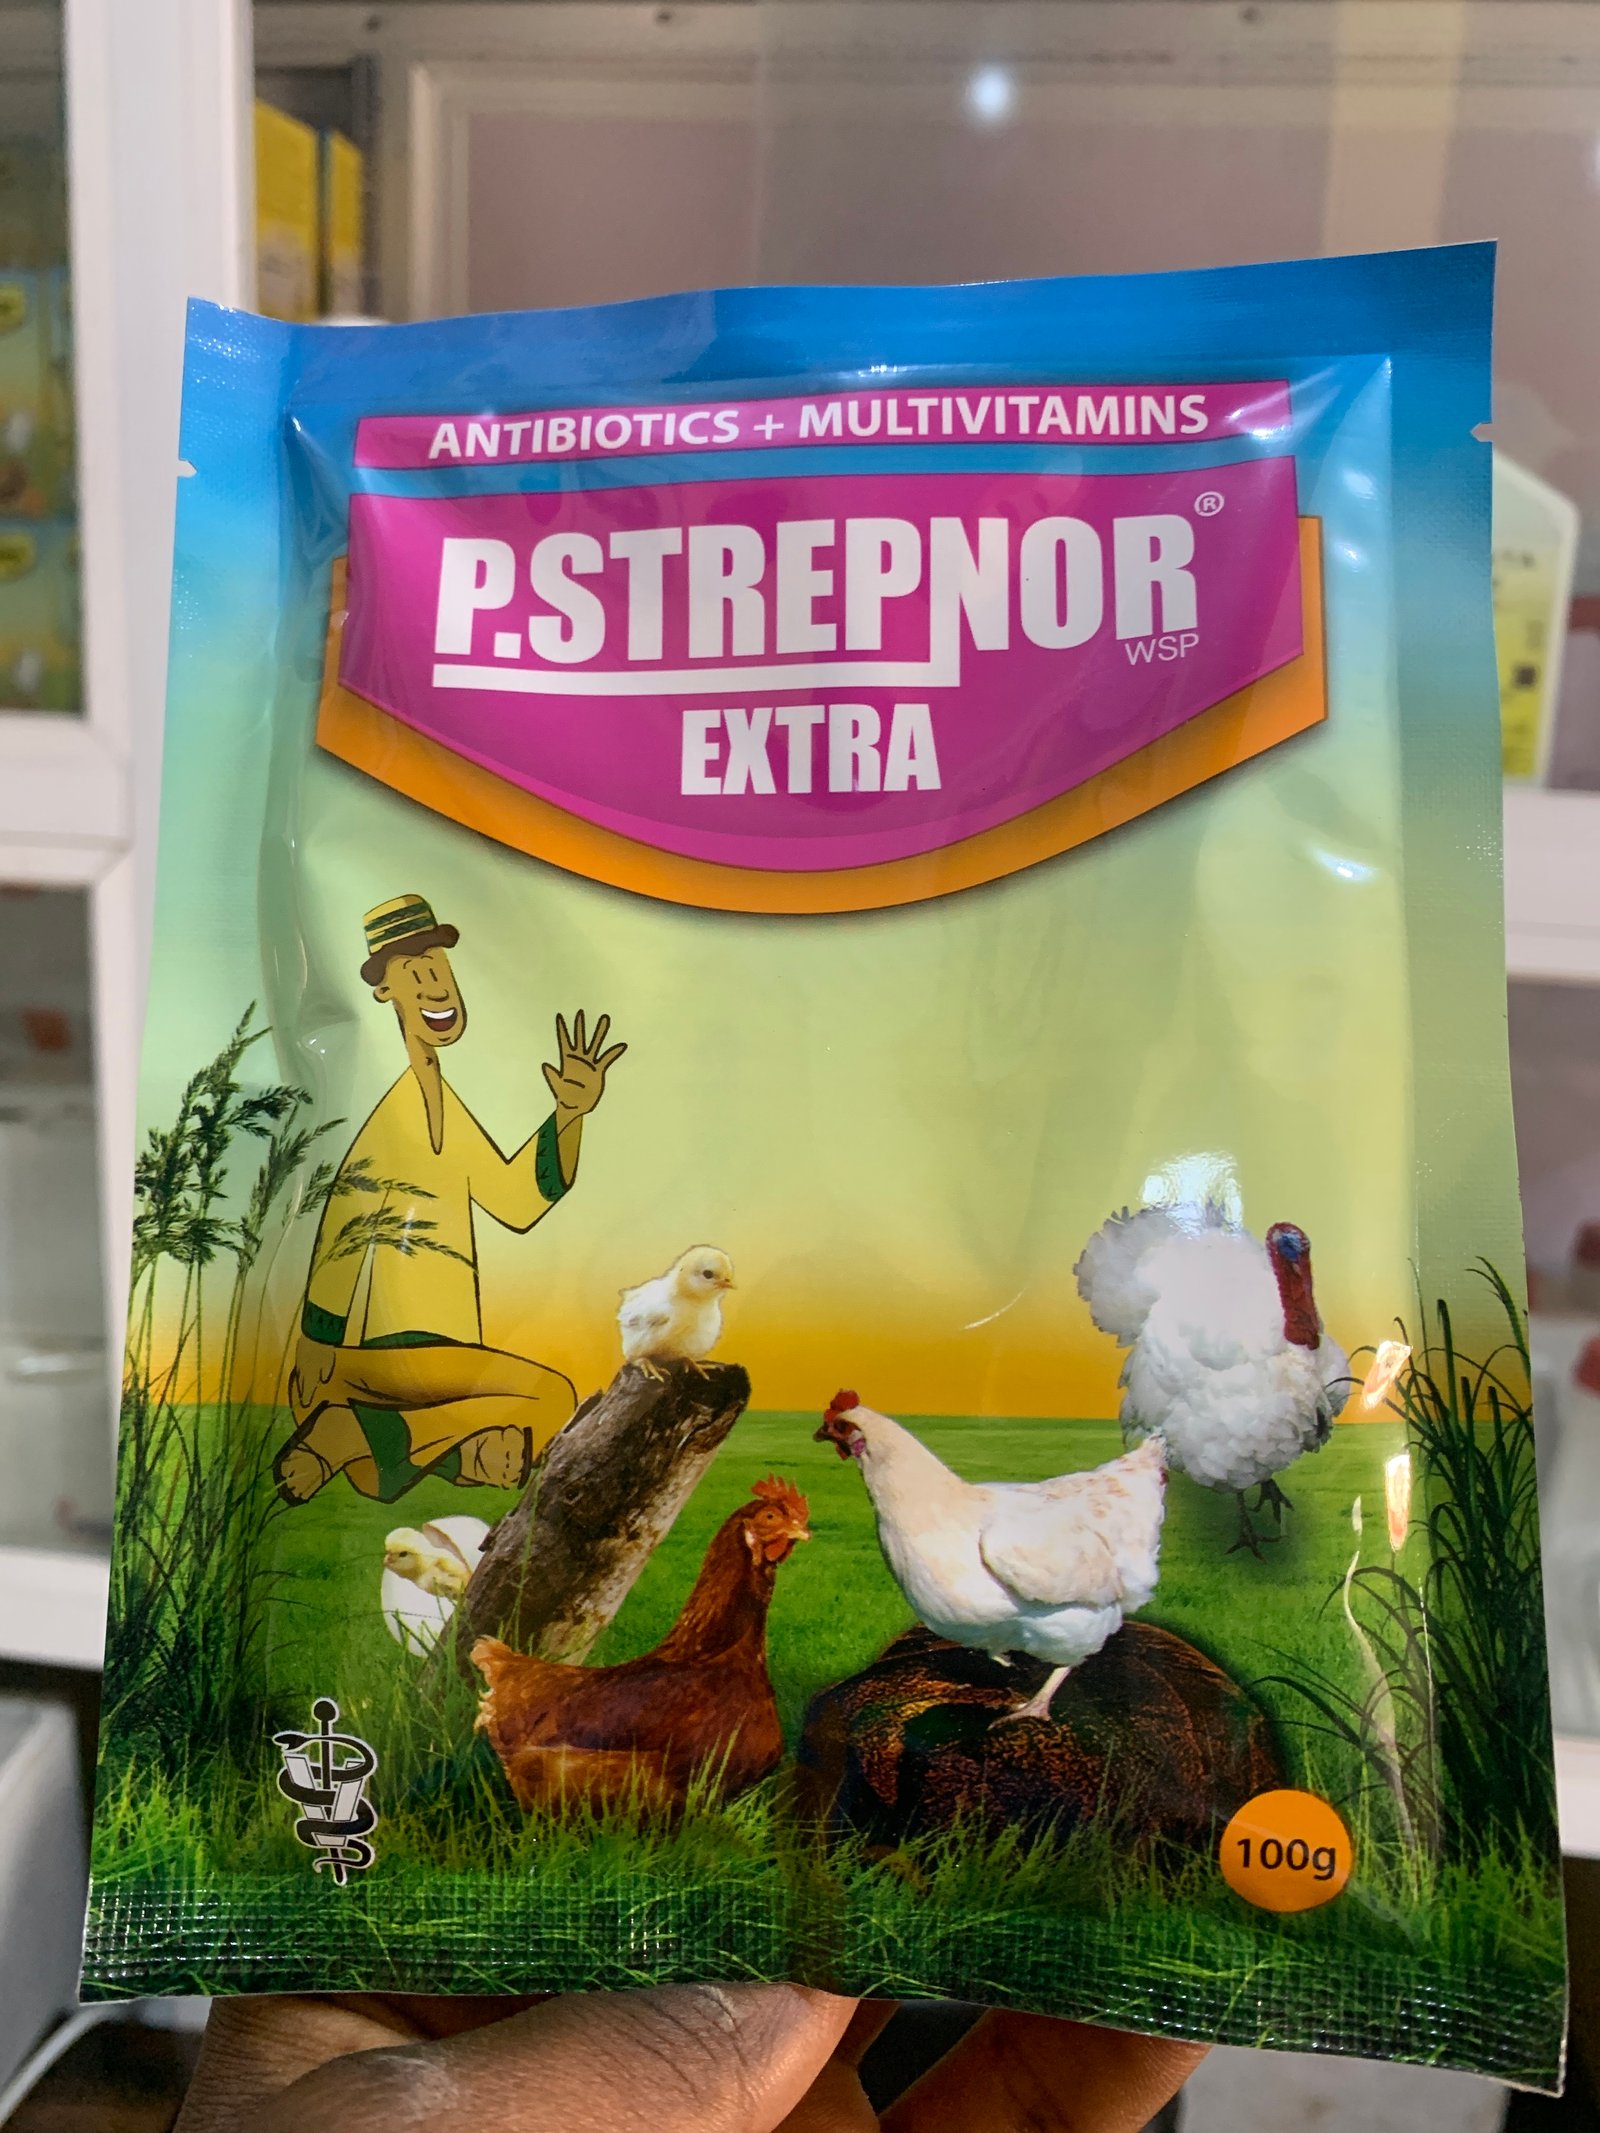 ANTIBIOTICS + MULTIVITAMINS
P.STREPNOR®
WSP
EXTRA
100g